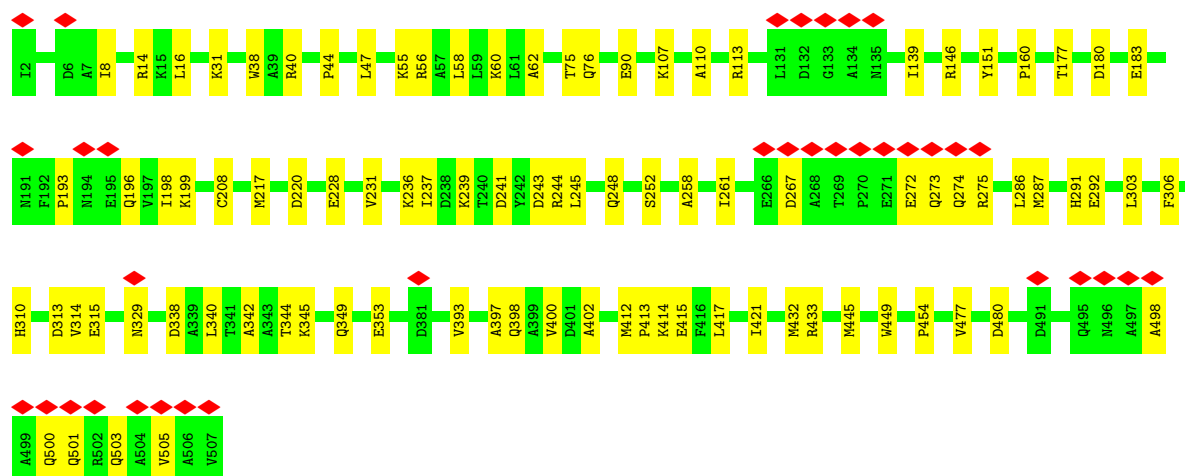 I2 D6 A7 I8 R14 K15 L16 K31 W38 A39 R40 P44 L47 K55 R56 A57 L58 L59 K60 L61 A62 T75 Q76 E90 K107 A110 R113 L131 D132 G133 A134 N135 I139 R146 Y151 P160 T177 D180 E183
N191 F192 P193 N194 E195 Q196 V197 I198 K199 C208 M217 D220 E228 V231 K236 I237 D238 K239 T240 D241 Y242 D243 R244 L245 Q248 S252 A258 I261 E266 D267 A268 T269 P270 E271 E272 Q273 Q274 R275 L286 M287 H291 E292 L303 F306
H310 D313 V314 E315 N329 D338 A339 L340 T341 A342 A343 T344 K345 Q349 E353 D381 V393 A397 Q398 A399 V400 D401 A402 M412 P413 K414 E415 F416 L417 I421 M432 R433 M445 W449 P454 V477 D480 D491 Q495 N496 A497 A498
A499 Q500 Q501 R502 Q503 A504 V505 A506 V507